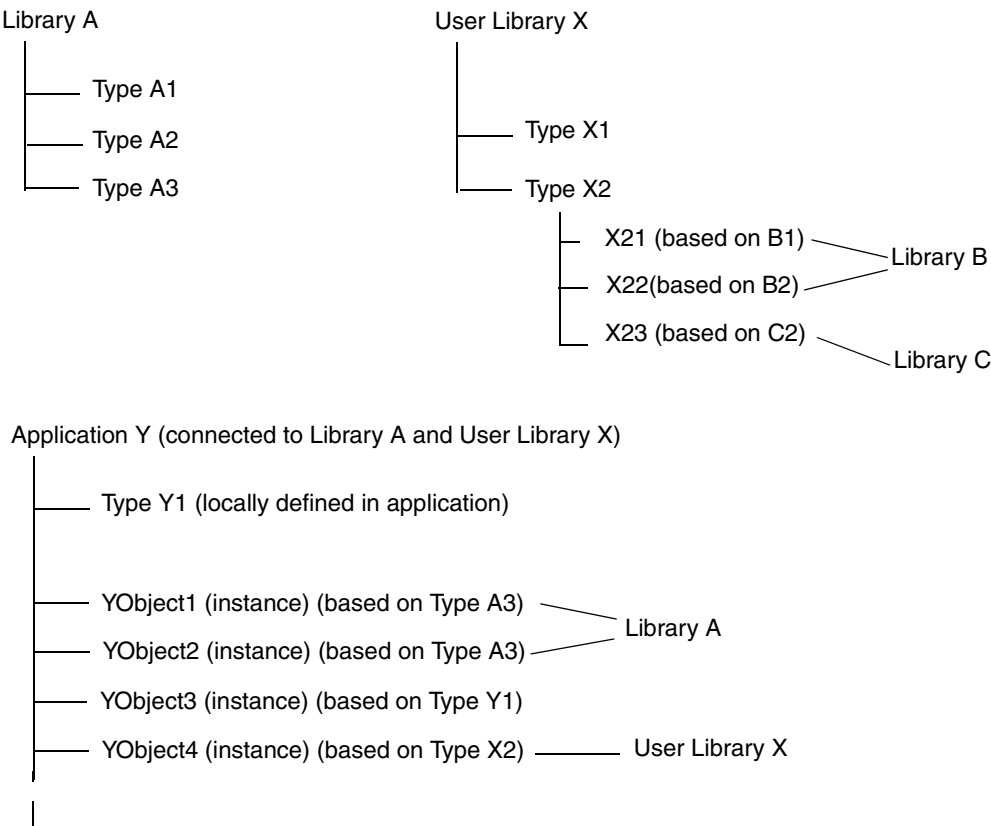 Library A
Type A1
Type A2
Type A3
User Library X
Type X1
Type X2
X21 (based on B1)
X22(based on B2)
Library B
X23 (based on C2)
Library C
Application Y (connected to Library A and User Library X)
Type Y1 (locally defined in application)
YObject1 (instance) (based on Type A3)
YObject2 (instance) (based on Type A3)
Library A
YObject3 (instance) (based on Type Y1)
YObject4 (instance) (based on Type X2)
User Library X